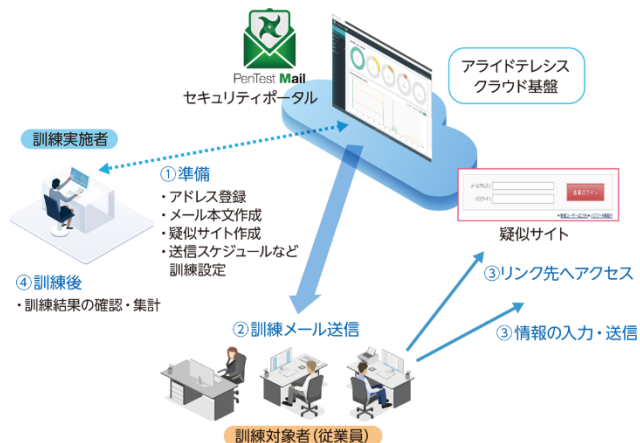 PenTest Mail
セキュリティポータル
アライドテレシス
クラウド基盤
訓練実施者
①準備
・アドレス登録
・メール本文作成
・疑似サイト作成
・送信スケジュールなど
訓練設定
④訓練後
・訓練結果の確認・集計
疑似サイト
③リンク先へアクセス
③情報の入力・送信
②訓練メール送信
訓練対象者(従業員)